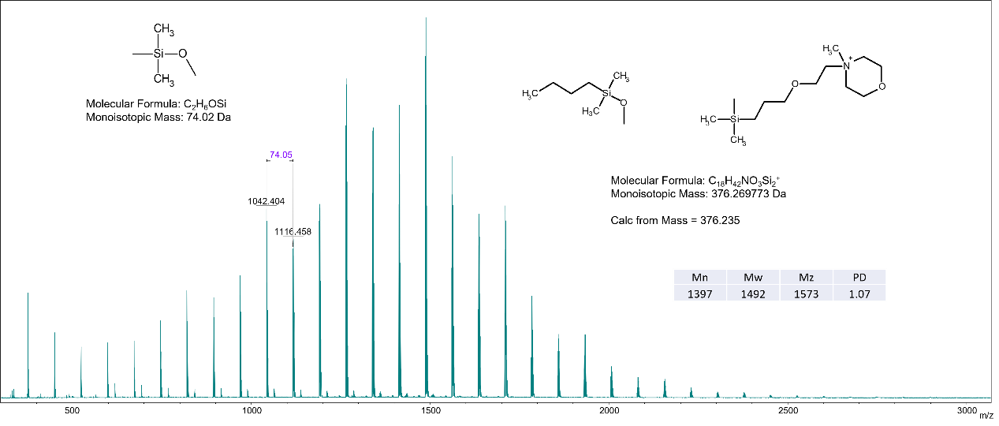 CH3
Si
O
CH3
Molecular Formula: C2H6OSi
Monoisotopic Mass: 74.02 Da
74.05
1042.404
1116.458
H3C
CH3
Si
H3C
O
H3C
N
+
O
O
H3C
Si
CH3
Molecular Formula: C18H42NO3Si2+
Monoisotopic Mass: 376.269773 Da
Calc from Mass = 376.235
Mn Mw Mz PD
1397 1492 1573 1.07
500 1000 1500 2000 2500 3000 m/z